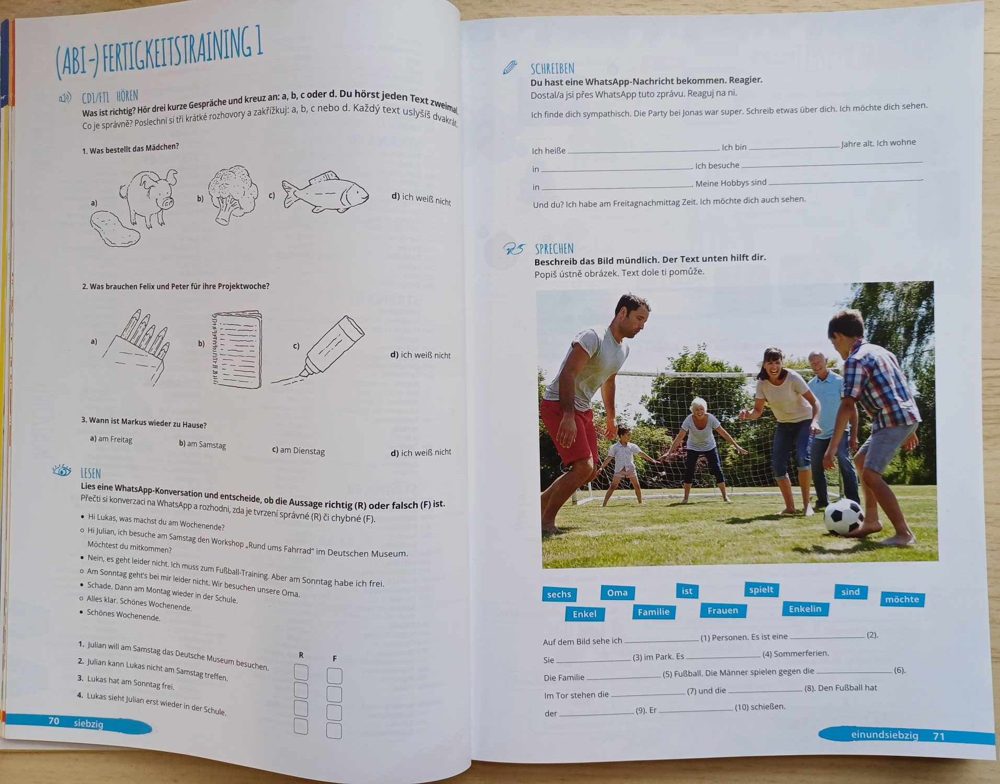 (ABI-) FERTIGKEITSTRAINING 1
CD1/FT1 HÖREN
Was ist richtig? Hör drei kurze Gespräche und kreuz an: a, b, c oder d. Du hörst jeden Text zweimal.
Co je správně? Poslechni si tři krátké rozhovory a zakřížkuj: a, b, c nebo d. Každý text uslyšíš dvakrát.
1. Was bestellt das Mädchen?
a) b) c) d) ich weiß nicht
2. Was brauchen Felix und Peter für ihre Projektwoche?
a) b) c) d) ich weiß nicht
3. Wann ist Markus wieder zu Hause?
a) am Freitag b) am Samstag c) am Dienstag d) ich weiß nicht
LESEN
Lies eine WhatsApp-Konversation und entscheide, ob die Aussage richtig (R) oder falsch (F) ist.
Přečti si konverzaci na WhatsApp a rozhodni, zda je tvrzení správné (R) či chybné (F).
• Hi Lukas, was machst du am Wochenende?
○ Hi Julian, ich besuche am Samstag den Workshop „Rund ums Fahrrad“ im Deutschen Museum.
Möchtest du mitkommen?
• Nein, es geht leider nicht. Ich muss zum Fußball-Training. Aber am Sonntag habe ich frei.
○ Am Sonntag geht's bei mir leider nicht. Wir besuchen unsere Oma.
• Schade. Dann am Montag wieder in der Schule.
○ Alles klar. Schönes Wochenende.
• Schönes Wochenende.
R F
1. Julian will am Samstag das Deutsche Museum besuchen.
2. Julian kann Lukas nicht am Samstag treffen.
3. Lukas hat am Sonntag frei.
4. Lukas sieht Julian erst wieder in der Schule.
70 siebzig
SCHREIBEN
Du hast eine WhatsApp-Nachricht bekommen. Reagier.
Dostal/a jsi přes WhatsApp tuto zprávu. Reaguj na ni.
Ich finde dich sympathisch. Die Party bei Jonas war super. Schreib etwas über dich. Ich möchte dich sehen.
Ich heiße ____________. Ich bin ____________ Jahre alt. Ich wohne
in ____________. Ich besuche ____________
in ____________. Meine Hobbys sind ____________.
Und du? Ich habe am Freitagnachmittag Zeit. Ich möchte dich auch sehen.
SPRECHEN
Beschreib das Bild mündlich. Der Text unten hilft dir.
Popiš ústně obrázek. Text dole ti pomůže.
sechs Oma ist spielt sind möchte
Enkel Familie Frauen Enkelin
Auf dem Bild sehe ich ____________ (1) Personen. Es ist eine ____________ (2).
Sie ____________ (3) im Park. Es ____________ (4) Sommerferien.
Die Familie ____________ (5) Fußball. Die Männer spielen gegen die ____________ (6).
Im Tor stehen die ____________ (7) und die ____________ (8). Den Fußball hat
der ____________ (9). Er ____________ (10) schießen.
einundsiebzig 71